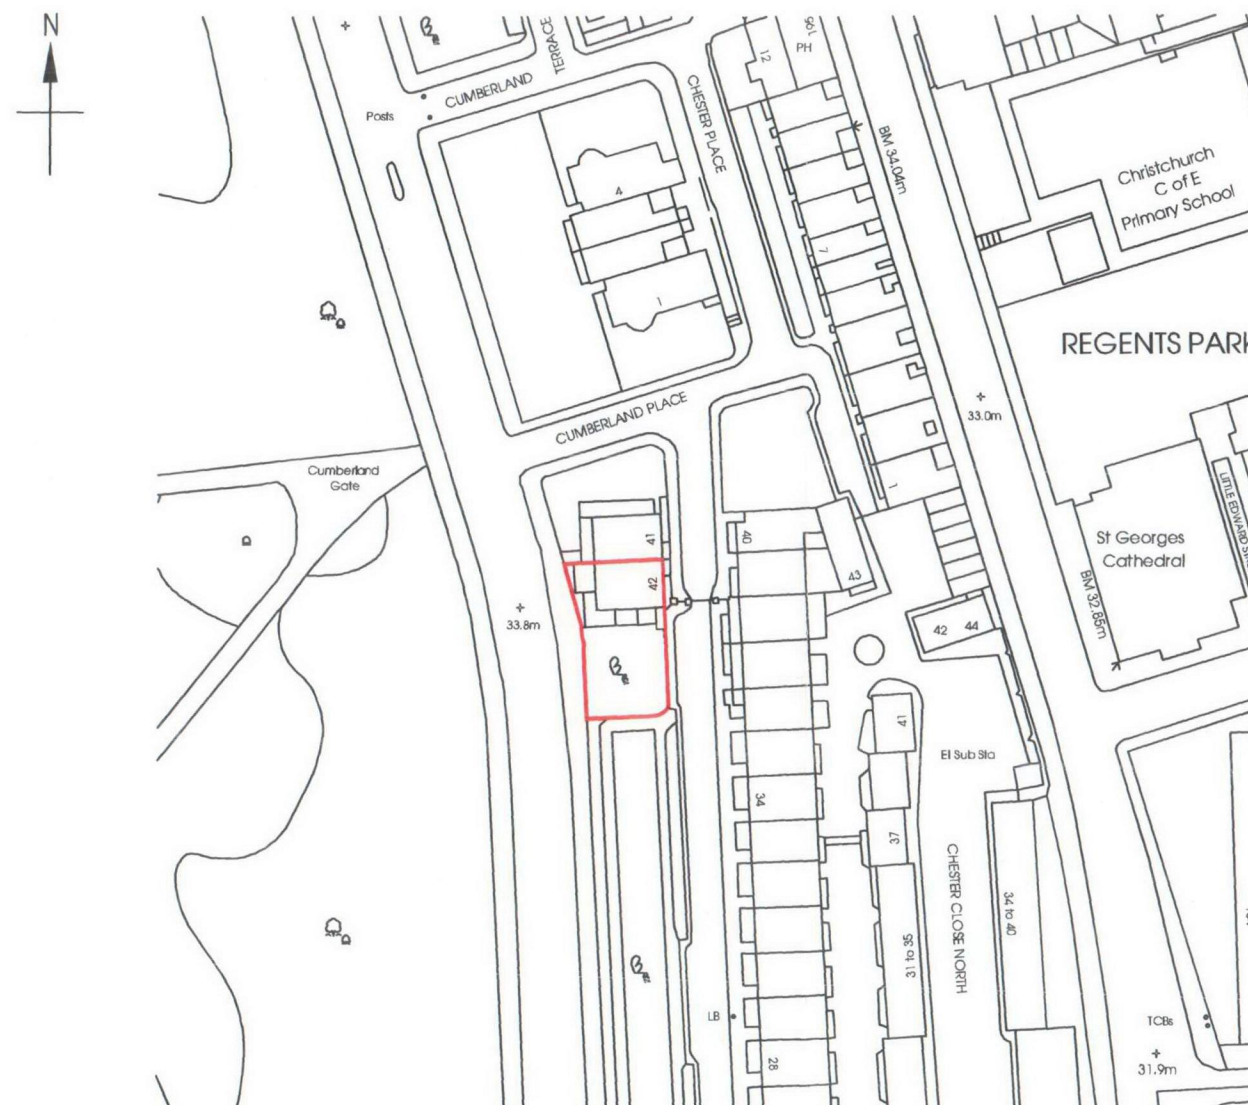 N
TERRACE
CUMBERLAND
Posts
CHESTER PLACE
12
195
PH
BM 34.04m
Christchurch
C of E
Primary School
4
7
1
REGENTS PARK
33.0m
CUMBERLAND PLACE
Cumberland
Gate
1
LITTLE EDWARD ST
St Georges
Cathedral
41
40
42
43
BM 32.85m
33.8m
42 44
41
El Sub Sta
34
37
CHESTER CLOSE NORTH
34 to 40
31 to 35
LB
TCBs
31.9m
28